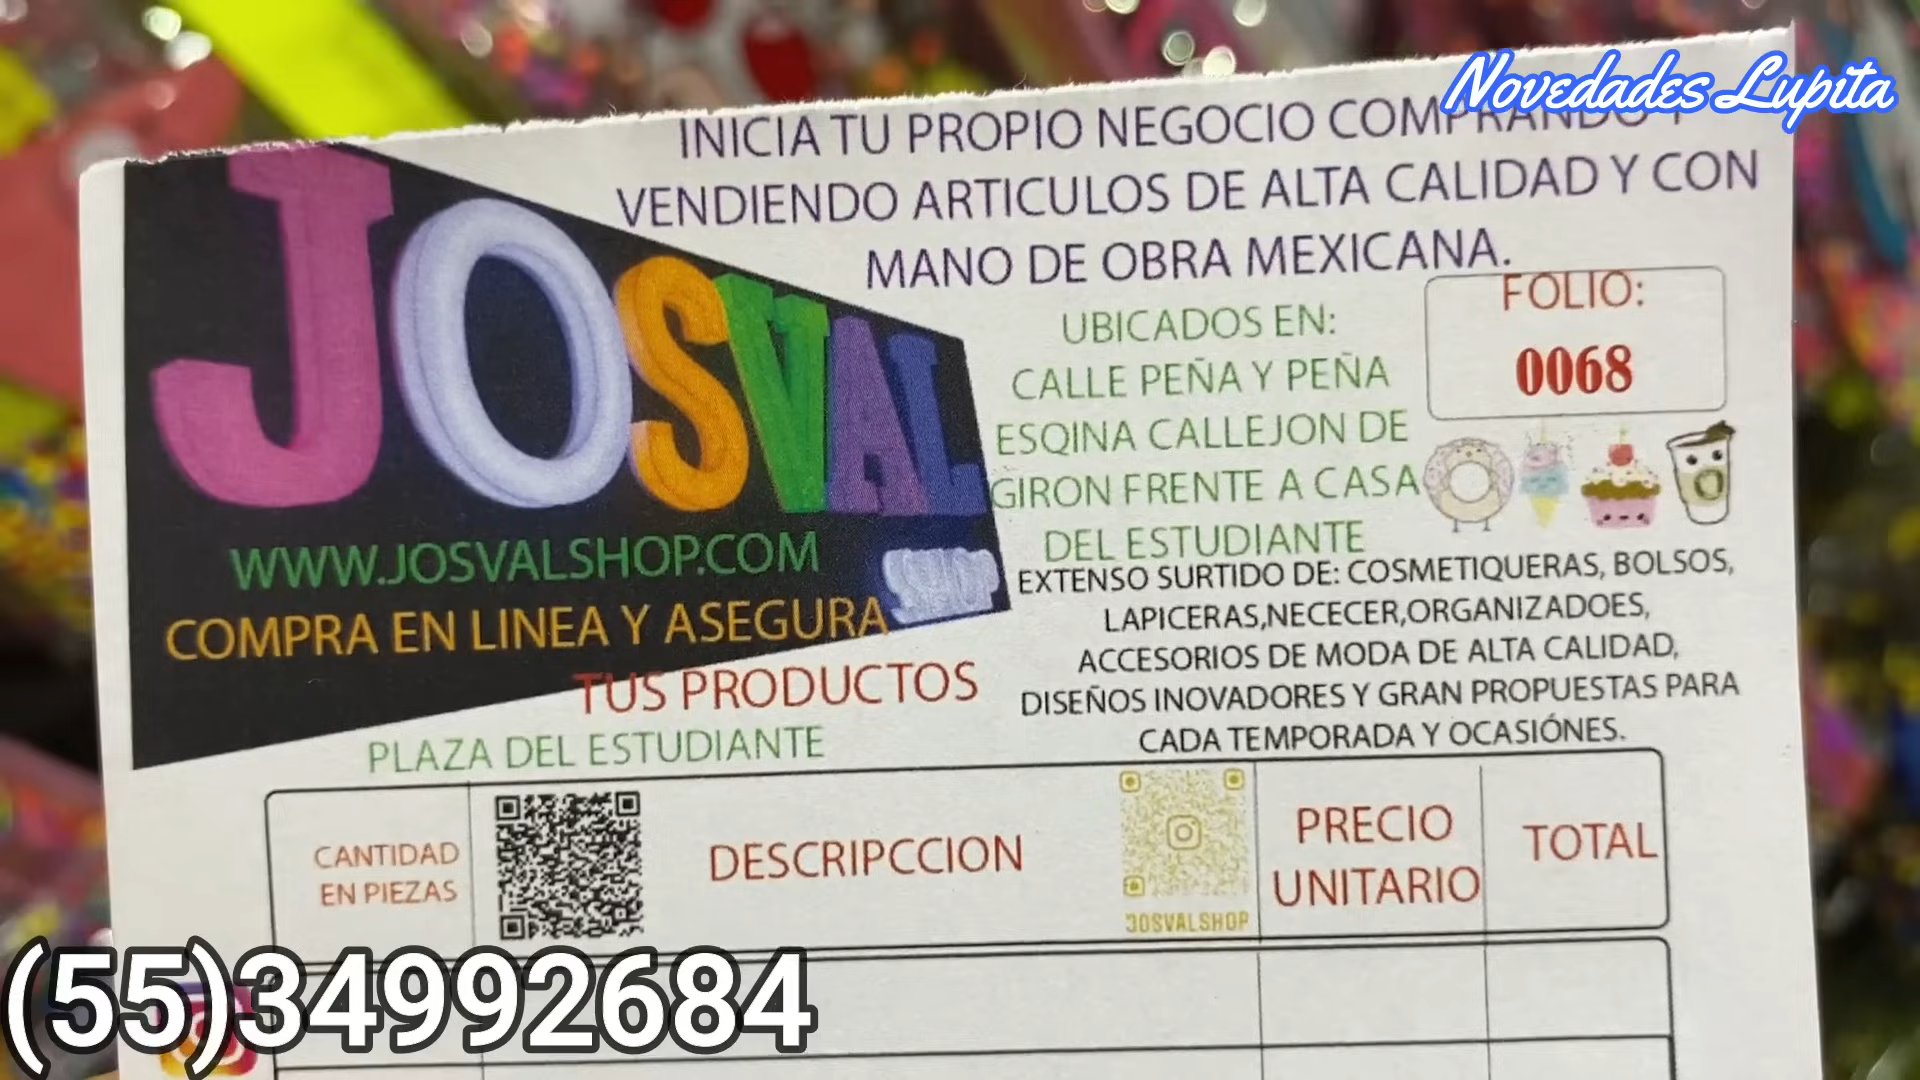 Novedades Lupita
INICIA TU PROPIO NEGOCIO COMPRANDO Y
VENDIENDO ARTICULOS DE ALTA CALIDAD Y CON
MANO DE OBRA MEXICANA.
JOSVAL
SHOP
WWW.JOSVALSHOP.COM
COMPRA EN LINEA Y ASEGURA
TUS PRODUCTOS
PLAZA DEL ESTUDIANTE
UBICADOS EN:
CALLE PEÑA Y PEÑA
ESQINA CALLEJON DE
GIRON FRENTE A CASA
DEL ESTUDIANTE
FOLIO:
0068
EXTENSO SURTIDO DE: COSMETIQUERAS, BOLSOS,
LAPICERAS,NECECER,ORGANIZADOES,
ACCESORIOS DE MODA DE ALTA CALIDAD,
DISEÑOS INOVADORES Y GRAN PROPUESTAS PARA
CADA TEMPORADA Y OCASIÓNES.
CANTIDAD
EN PIEZAS
DESCRIPCCION
JOSVALSHOP
PRECIO
UNITARIO
TOTAL
(55)34992684